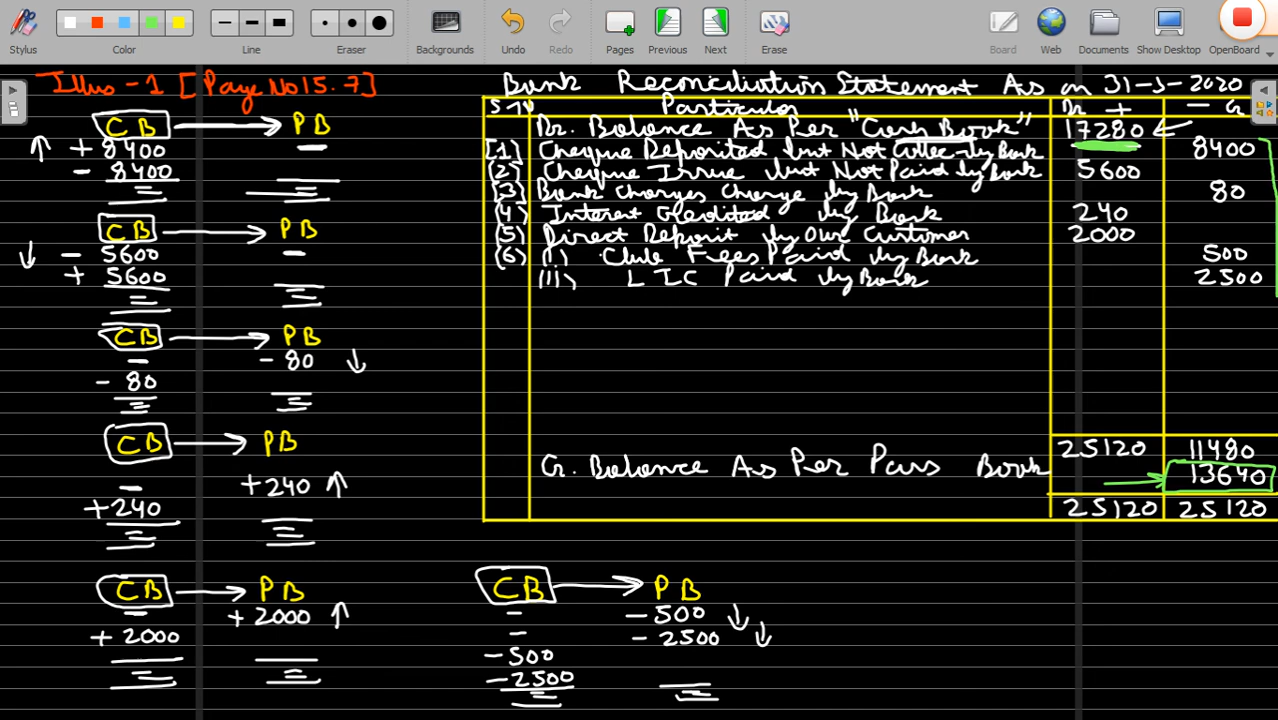 Stylus
Color
Line
Eraser
Backgrounds
Undo
Redo
Pages
Previous
Next
Erase
Board
Web
Documents
Show Desktop
OpenBoard
Illus-1 [Page No 15.7]
CB → PB
↑ + 8400 -
- 8400
CB → PB
↓ - 5600 -
+ 5600
CB → PB
- - 80 ↓
- 80
CB → PB
+240 ↑
-
+240
CB → PB
- + 2000 ↑
+ 2000
Bank Reconciliation Statement As on 31-3-2020
S.N Particular Dr + - Cr
Dr. Balance As Per "Cash Book" 17280 ←
[1] Cheque Deposited but Not Collec- by Bank 8400
(2) Cheque Issue but Not Paid by Bank 5600
[3] Bank Charges Charge by Bank 80
(4) Interest Credited by Bank 240
(5) Direct Deposit by Our Customer 2000
(6) (i) Club Fees Paid by Bank 500
(ii) LIC Paid by Bank 2500
25120 11480
Cr. Balance As Per Pass Book → 13640
25120 25120
CB → PB
- - 500 ↓
- - 2500 ↓
- 500
- 2500